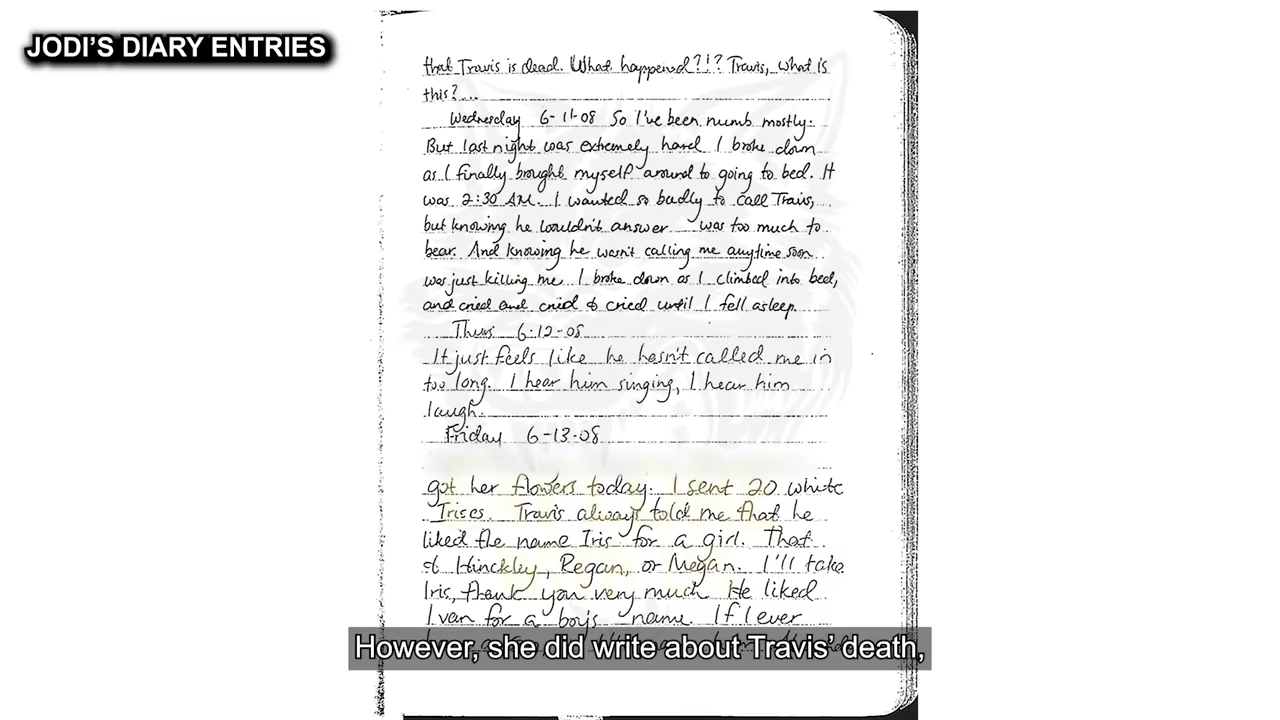 JODI'S DIARY ENTRIES
that Travis is dead. What happened?!? Travis, what is
this?...
Wednesday 6-11-08 So I've been numb mostly.
But last night was extremely hard. I broke down
as I finally brought myself around to going to bed. It
was 2:30 AM. I wanted so badly to call Travis,
but knowing he wouldn't answer was too much to
bear. And knowing he wasn't calling me anytime soon
was just killing me. I broke down as I climbed into bed,
and cried and cried & cried until I fell asleep.
Thurs 6-12-08
It just feels like he hasn't called me in
too long. I hear him singing, I hear him
laugh.
Friday 6-13-08
got her flowers today. I sent 20 white
Irises. Travis always told me that he
liked the name Iris for a girl. That
& Hinckley, Regan, or Megan. I'll take
Iris, thank you very much. He liked
Ivan for a boy's name. If I ever
However, she did write about Travis' death,